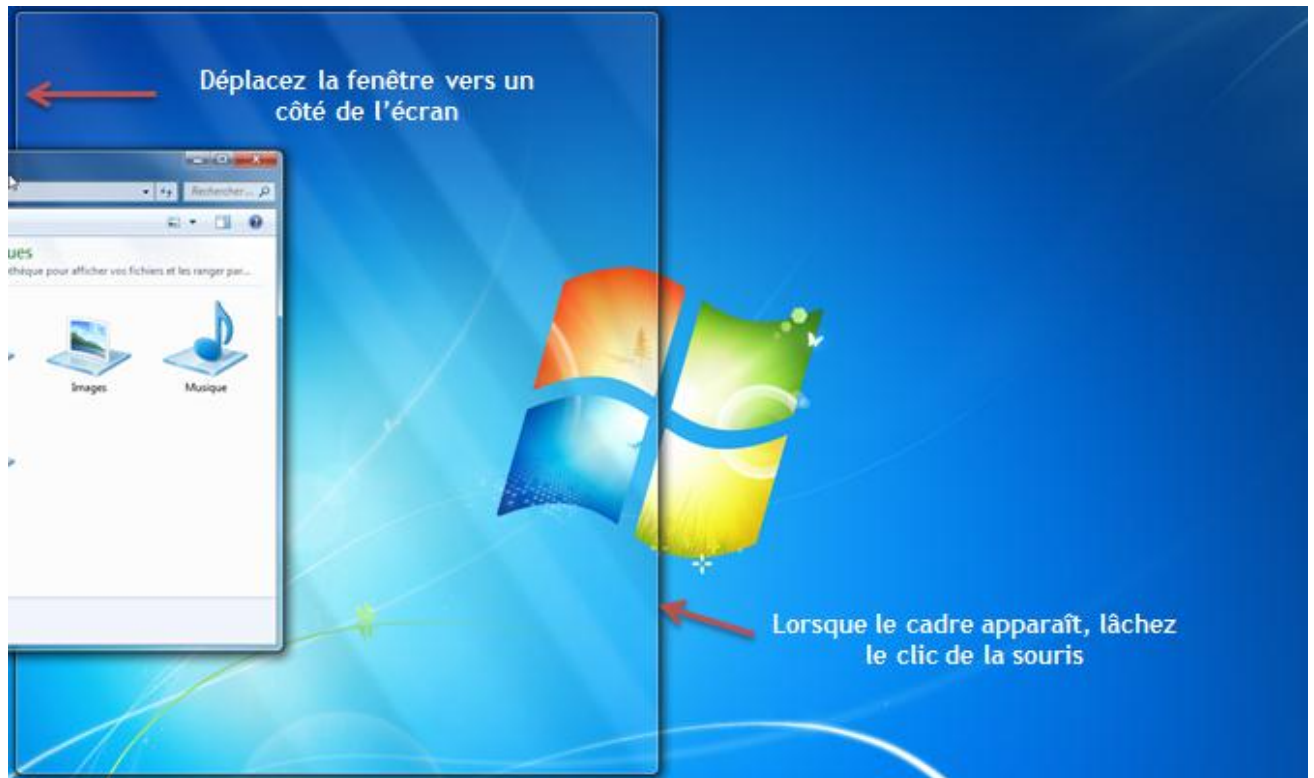 Déplacez la fenêtre vers un
côté de l'écran
Rechercher...
ues
thèque pour afficher vos fichiers et les ranger par...
Images
Musique
Lorsque le cadre apparaît, lâchez
le clic de la souris